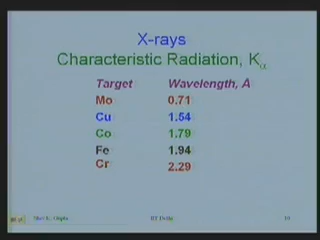 X-rays
Characteristic Radiation, Kα
Target Wavelength, Å
Mo 0.71
Cu 1.54
Co 1.79
Fe 1.94
Cr 2.29
IIT Delhi
10